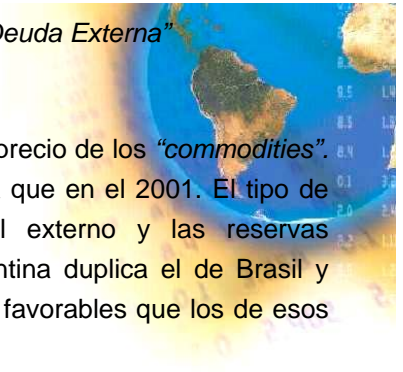 Deuda Externa”
precio de los “commodities”.
que en el 2001. El tipo de
externo y las reservas
duplica el de Brasil y
favorables que los de esos